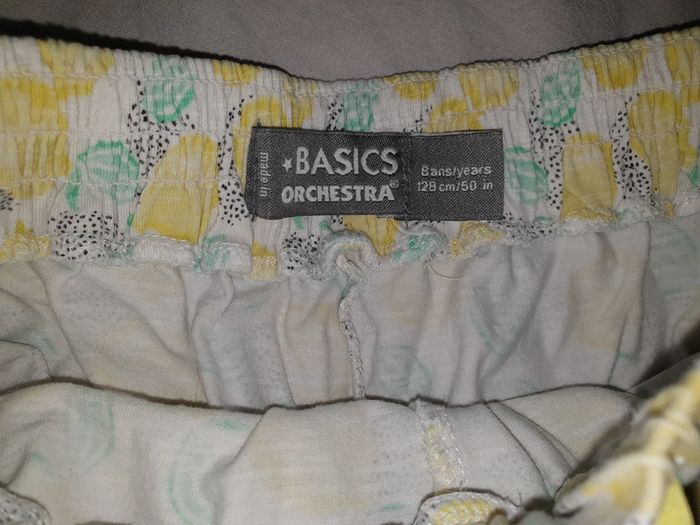 made in
★BASICS
ORCHESTRA®
8ans/years
128 cm/50 in